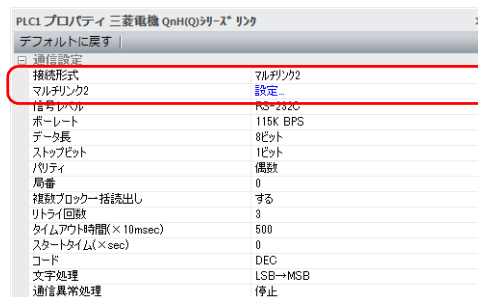 PLC1 プロパティ 三菱電機 QnH(Q)ｼﾘｰｽﾞ ﾘﾝｸ
デフォルトに戻す
通信設定
接続形式 マルチリンク2
マルチリンク2 設定...
信号レベル RS-232C
ボーレート 115K BPS
データ長 8ビット
ストップビット 1ビット
パリティ 偶数
局番 0
複数ブロック一括読出し する
リトライ回数 3
タイムアウト時間(×10msec) 500
スタートタイム(×sec) 0
コード DEC
文字処理 LSB→MSB
通信異常処理 停止